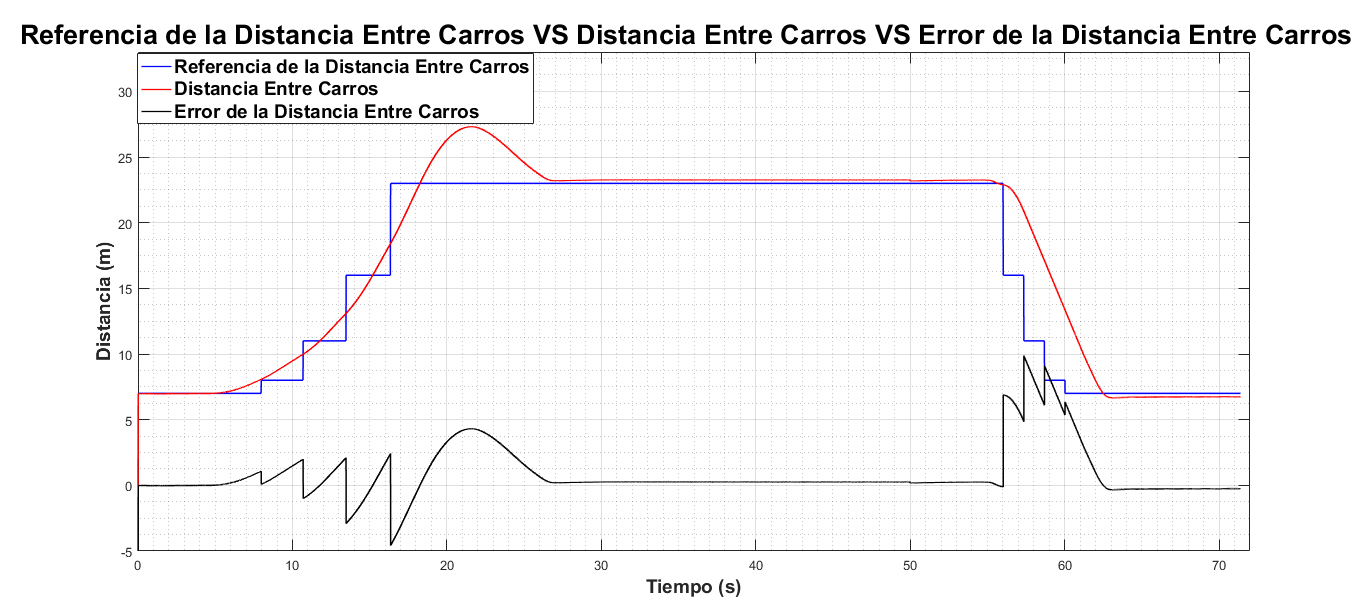 Referencia de la Distancia Entre Carros VS Distancia Entre Carros VS Error de la Distancia Entre Carros
Referencia de la Distancia Entre Carros
Distancia Entre Carros
Error de la Distancia Entre Carros
30
25
20
15
10
5
0
-5
Distancia (m)
0 10 20 30 40 50 60 70
Tiempo (s)